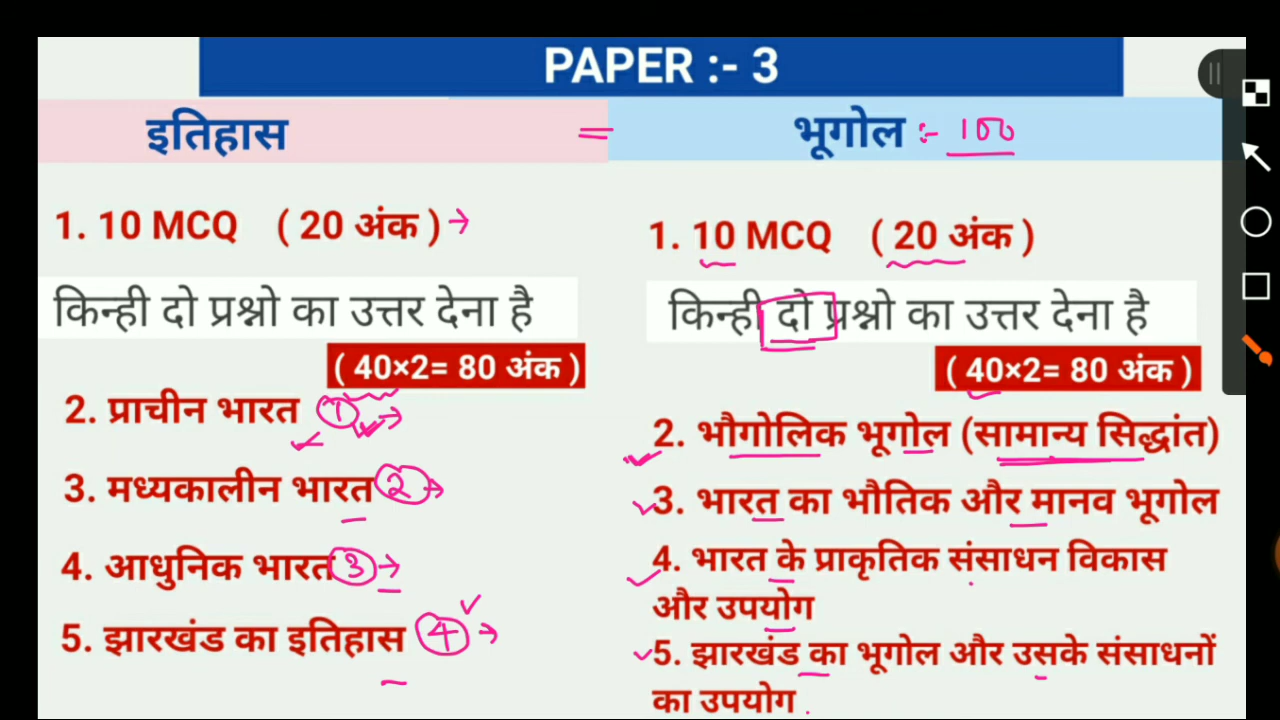 PAPER :- 3
इतिहास =
1. 10 MCQ ( 20 अंक ) →
किन्ही दो प्रश्नो का उत्तर देना है
( 40×2= 80 अंक )
2. प्राचीन भारत 1 →
3. मध्यकालीन भारत 2 →
4. आधुनिक भारत 3 →
5. झारखंड का इतिहास 4 →
भूगोल :- 100
1. 10 MCQ ( 20 अंक )
किन्ही दो प्रश्नो का उत्तर देना है
( 40×2= 80 अंक )
2. भौगोलिक भूगोल (सामान्य सिद्धांत)
3. भारत का भौतिक और मानव भूगोल
4. भारत के प्राकृतिक संसाधन विकास
और उपयोग
5. झारखंड का भूगोल और उसके संसाधनों
का उपयोग